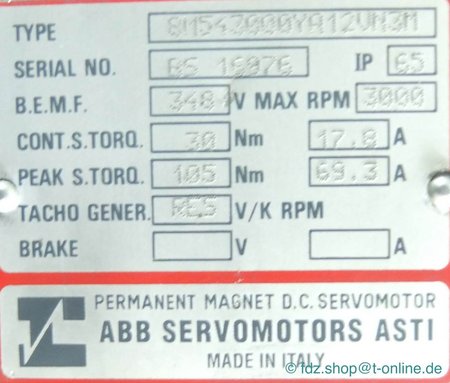 TYPE 8M543000YA12VN3M
SERIAL NO. BS 16976 IP 65
B.E.M.F. 348 V MAX RPM 3000
CONT.S.TORQ. 30 Nm 17.8 A
PEAK S.TORQ. 105 Nm 69.3 A
TACHO GENER. RES V/K RPM
BRAKE V A
PERMANENT MAGNET D.C. SERVOMOTOR
ABB SERVOMOTORS ASTI
MADE IN ITALY
© fdz.shop@t-online.de